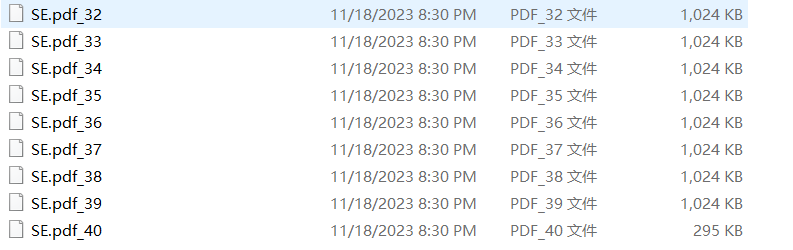 SE.pdf_32 11/18/2023 8:30 PM PDF_32 文件 1,024 KB
SE.pdf_33 11/18/2023 8:30 PM PDF_33 文件 1,024 KB
SE.pdf_34 11/18/2023 8:30 PM PDF_34 文件 1,024 KB
SE.pdf_35 11/18/2023 8:30 PM PDF_35 文件 1,024 KB
SE.pdf_36 11/18/2023 8:30 PM PDF_36 文件 1,024 KB
SE.pdf_37 11/18/2023 8:30 PM PDF_37 文件 1,024 KB
SE.pdf_38 11/18/2023 8:30 PM PDF_38 文件 1,024 KB
SE.pdf_39 11/18/2023 8:30 PM PDF_39 文件 1,024 KB
SE.pdf_40 11/18/2023 8:30 PM PDF_40 文件 295 KB